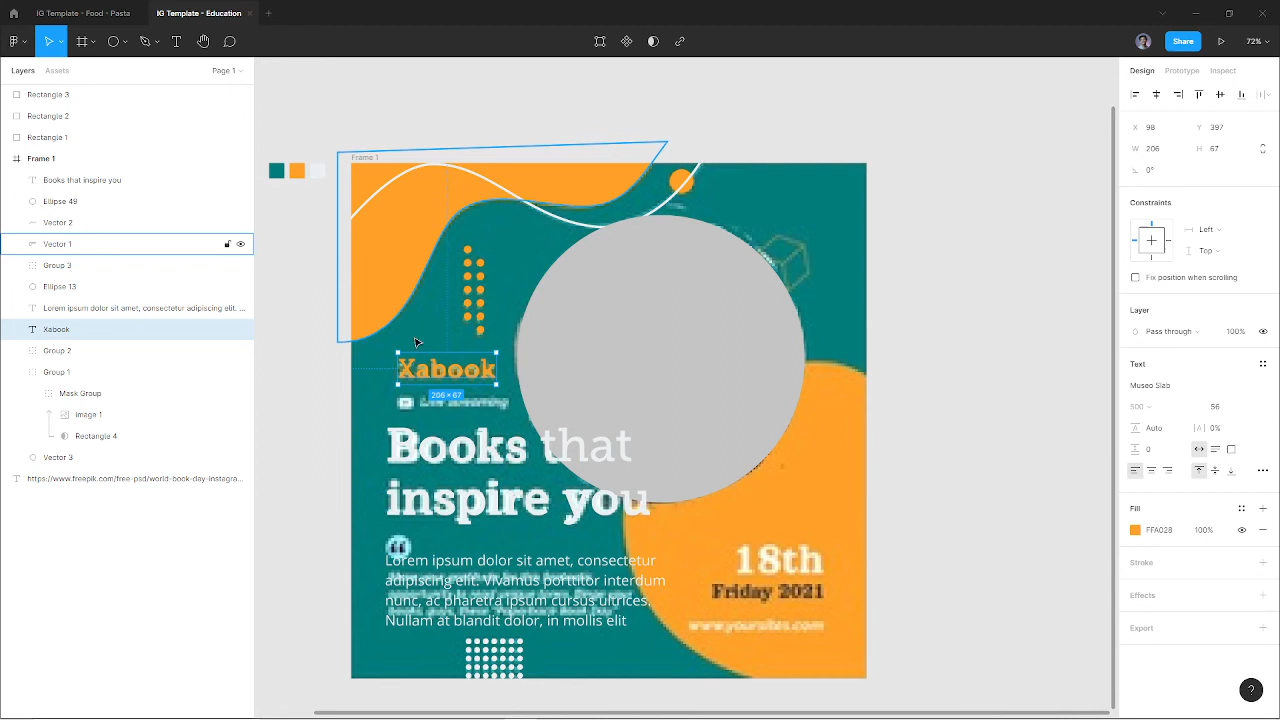 IG Template - Food - Pasta
IG Template - Education
Share
72%
Layers
Assets
Page 1
Rectangle 3
Rectangle 2
Rectangle 1
Frame 1
Books that inspire you
Ellipse 49
Vector 2
Vector 1
Group 3
Ellipse 13
Lorem ipsum dolor sit amet, consectetur adipiscing elit. ...
Xabook
Group 2
Group 1
Mask Group
image 1
Rectangle 4
Vector 3
https://www.freepik.com/free-psd/world-book-day-instagra...
Frame 1
Xabook
206 × 67
Live streaming
Books that
inspire you
Lorem ipsum dolor sit amet, consectetur
adipiscing elit. Vivamus porttitor interdum
nunc, ac pharetra ipsum cursus ultrices.
Nullam at blandit dolor, in mollis elit
18th
Friday 2021
www.yoursites.com
Design
Prototype
Inspect
X 98
Y 397
W 206
H 67
0°
Constraints
Left
Top
Fix position when scrolling
Layer
Pass through
100%
Text
Museo Slab
500
56
Auto
0%
0
Fill
FFA028
100%
Stroke
Effects
Export
?